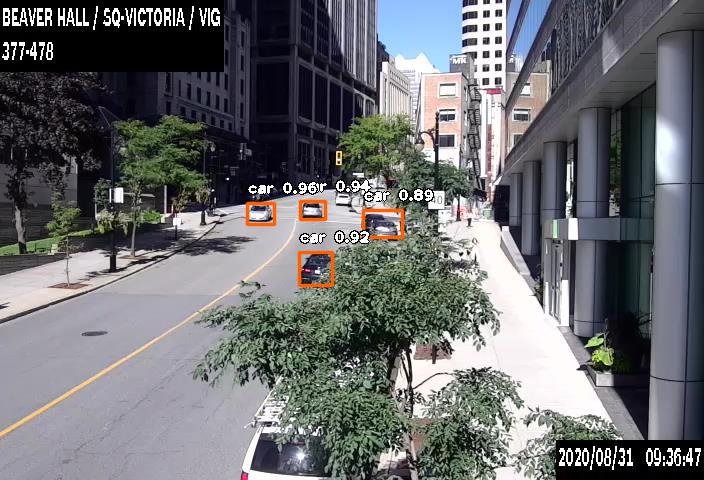 BEAVER HALL / SQ-VICTORIA / VIG
377-478
car 0.96
r 0.94
car 0.89
car 0.92
2020/08/31 09:36:47